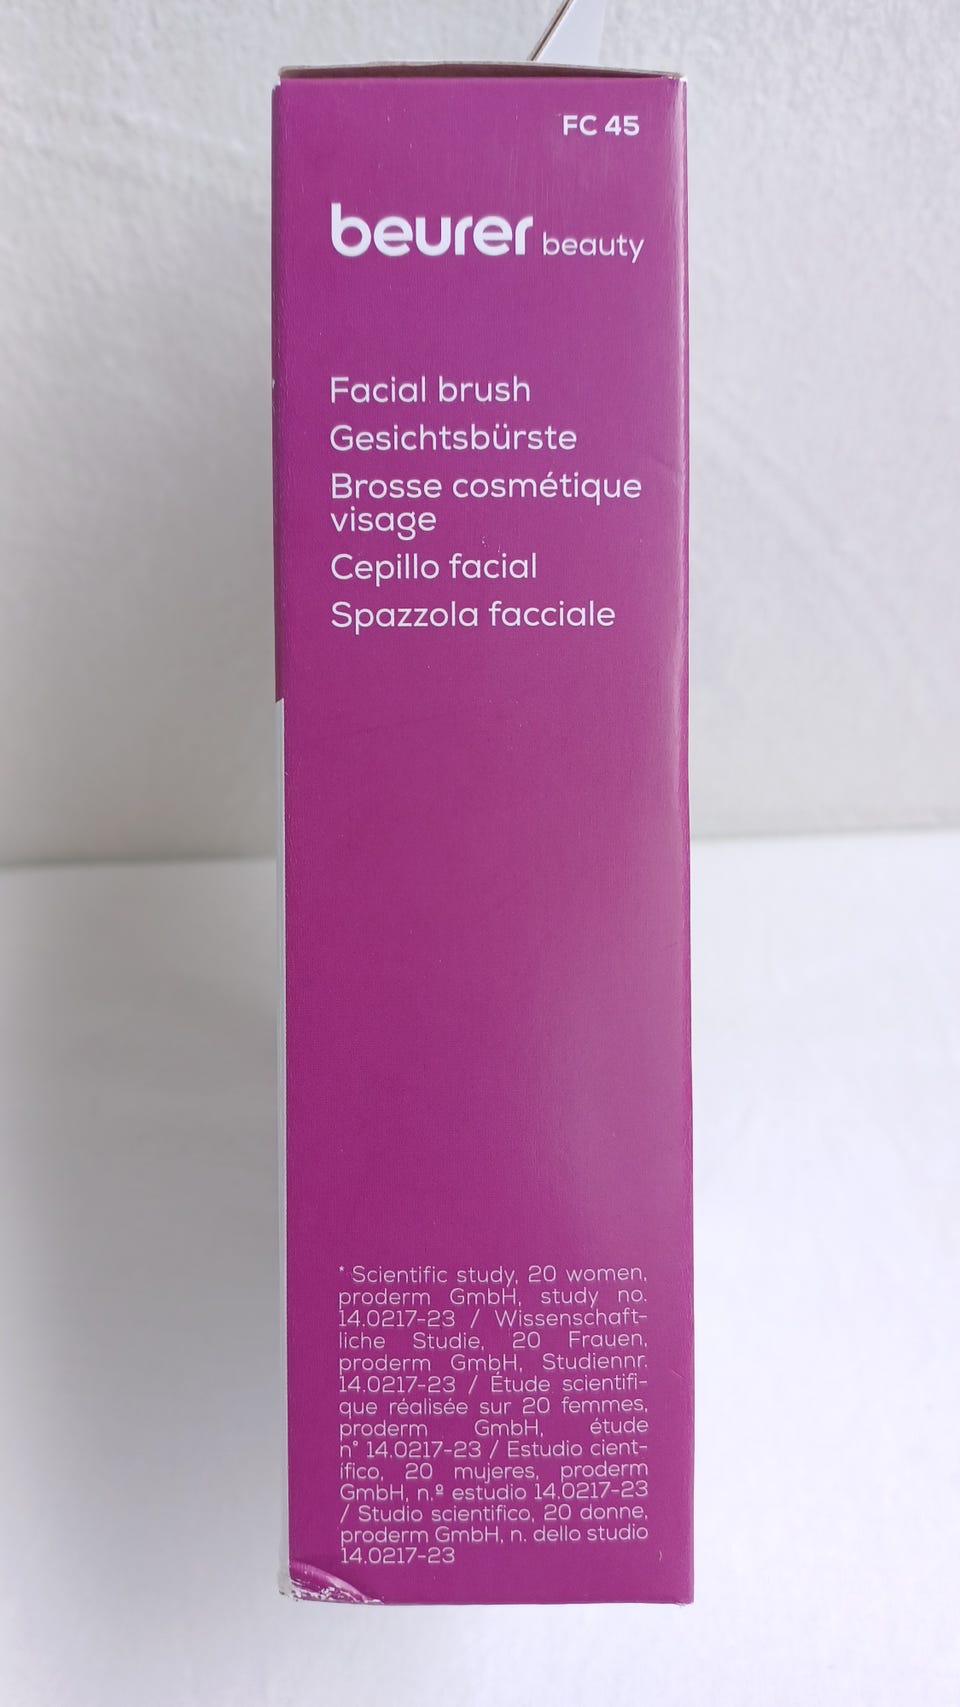 FC 45
beurer beauty
Facial brush
Gesichtsbürste
Brosse cosmétique
visage
Cepillo facial
Spazzola facciale
* Scientific study, 20 women,
proderm GmbH, study no.
14.0217-23 / Wissenschaft-
liche Studie, 20 Frauen,
proderm GmbH, Studiennr.
14.0217-23 / Étude scientifi-
que réalisée sur 20 femmes,
proderm GmbH, étude
n° 14.0217-23 / Estudio cient-
ífico, 20 mujeres, proderm
GmbH, n.º estudio 14.0217-23
/ Studio scientifico, 20 donne,
proderm GmbH, n. dello studio
14.0217-23